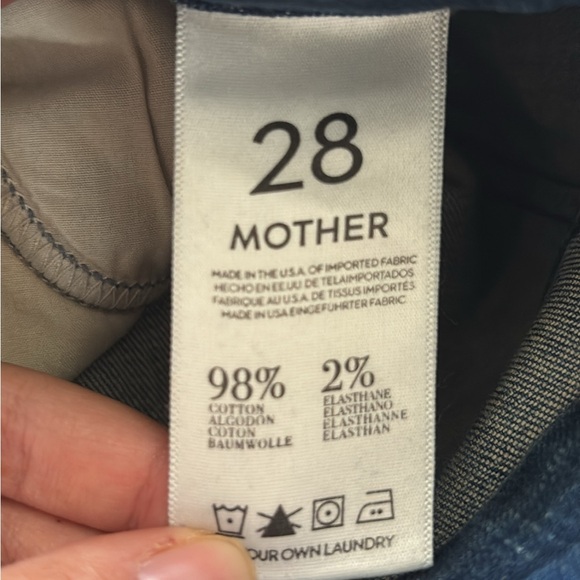 28
MOTHER
MADE IN THE U.S.A. OF IMPORTED FABRIC
HECHO EN EE.UU DE TELAIMPORTADOS
FABRIQUE AU U.S.A. DE TISSUS IMPORTÉS
MADE IN USA EINGEFÜHRTER FABRIC
98%
COTTON
ALGODON
COTON
BAUMWOLLE
2%
ELASTHANE
ELASTHANO
ELASTHANNE
ELASTHAN
OUR OWN LAUNDRY